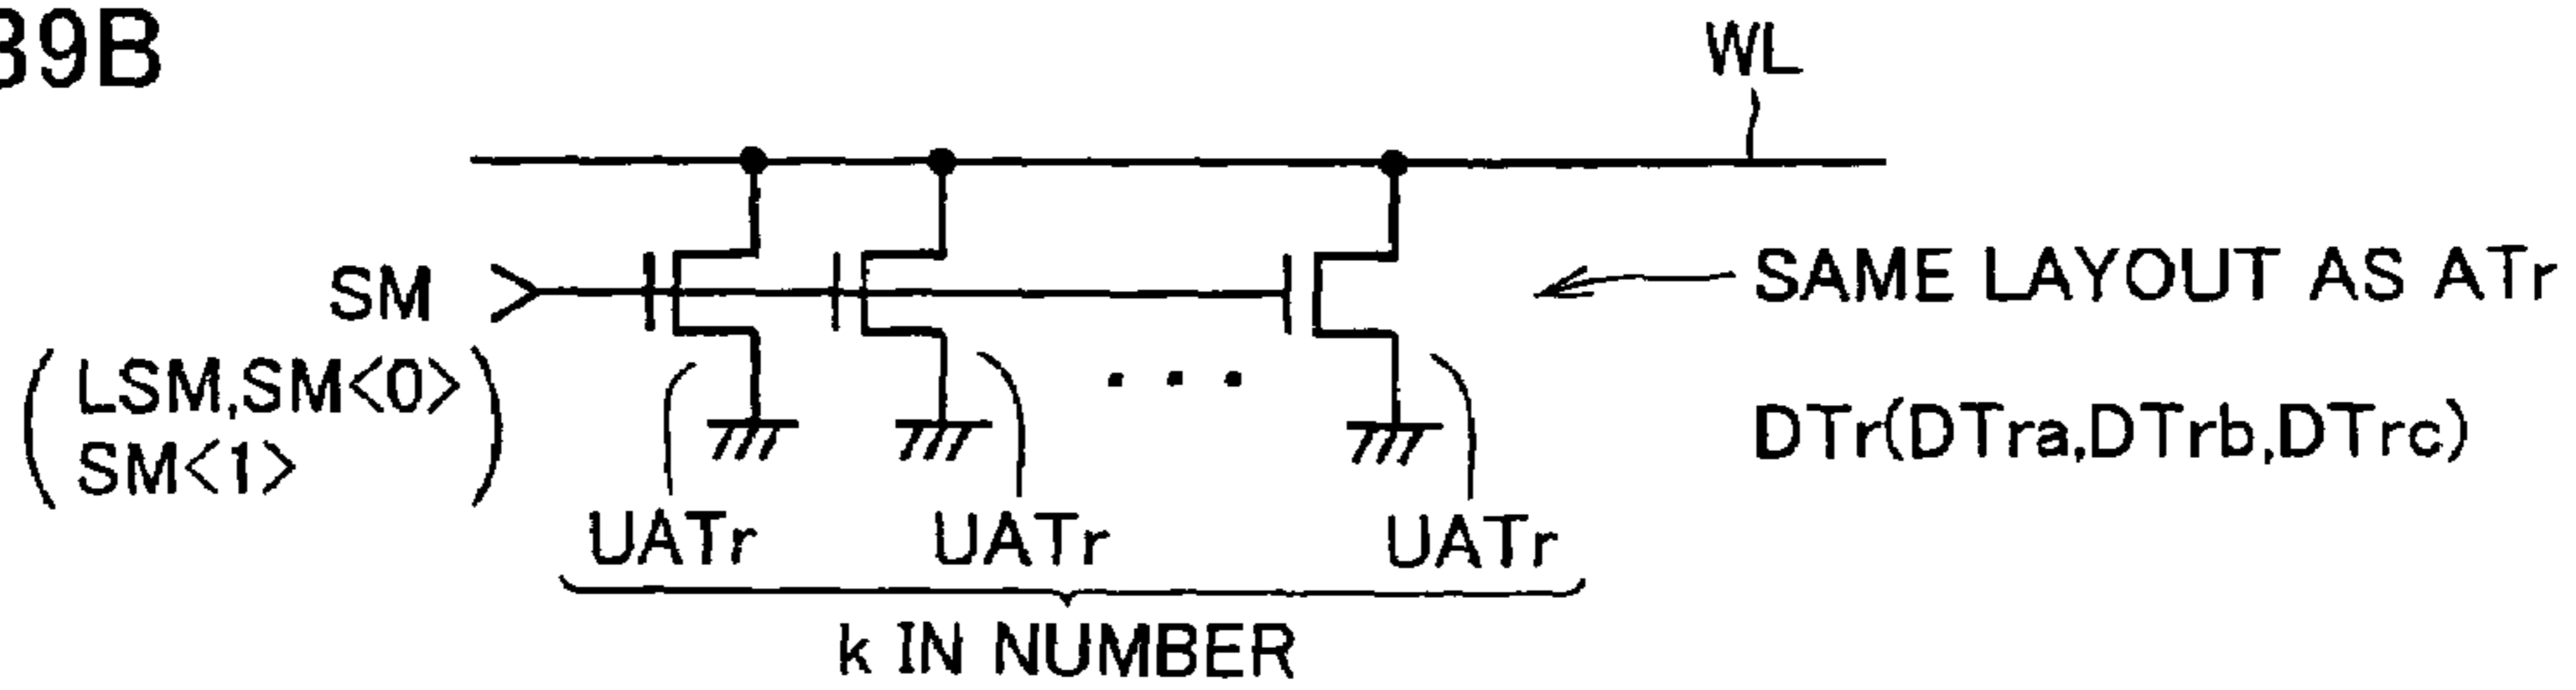 39B
WL
SM
SAME LAYOUT AS ATr
LSM,SM<0>
SM<1>
DTr(DTra,DTrb,DTrc)
UATr UATr UATr
k IN NUMBER